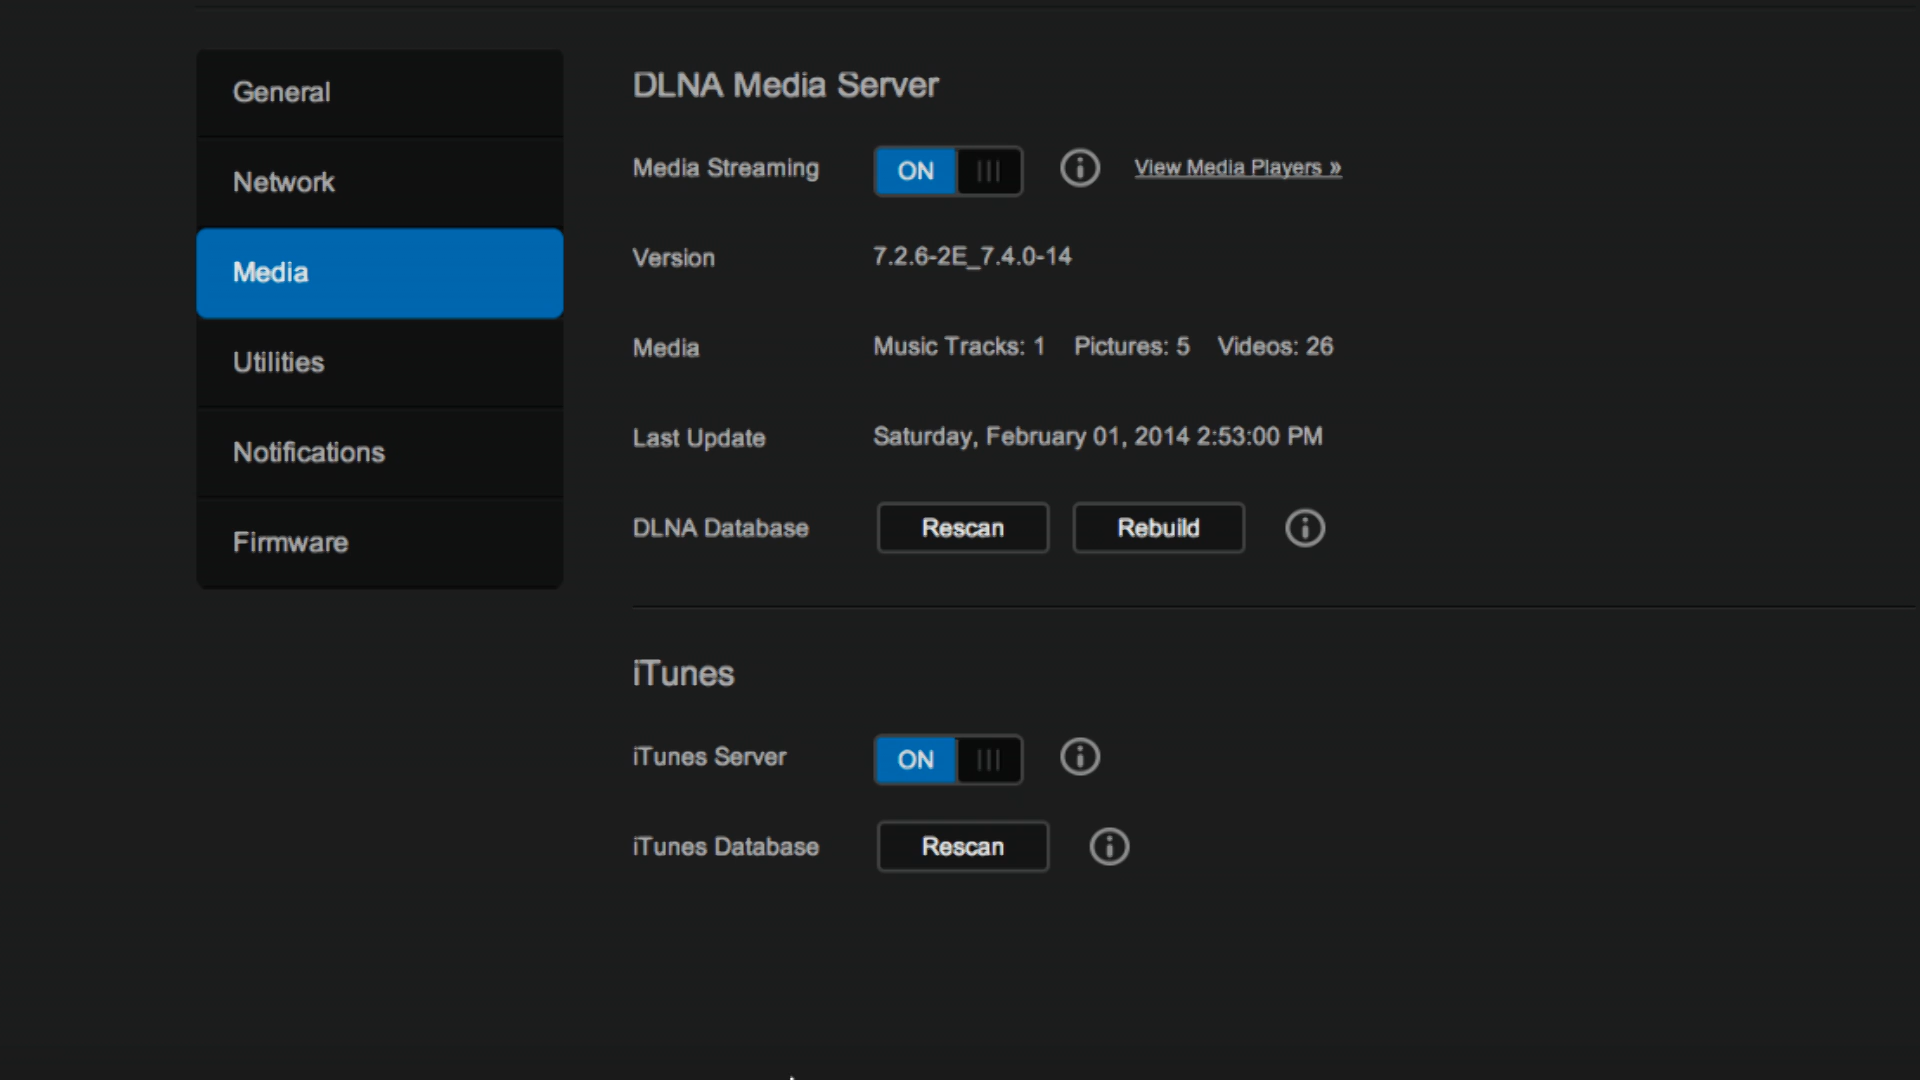 General
Network
Media
Utilities
Notifications
Firmware
DLNA Media Server
Media Streaming ON View Media Players »
Version 7.2.6-2E_7.4.0-14
Media Music Tracks: 1 Pictures: 5 Videos: 26
Last Update Saturday, February 01, 2014 2:53:00 PM
DLNA Database Rescan Rebuild
iTunes
iTunes Server ON
iTunes Database Rescan